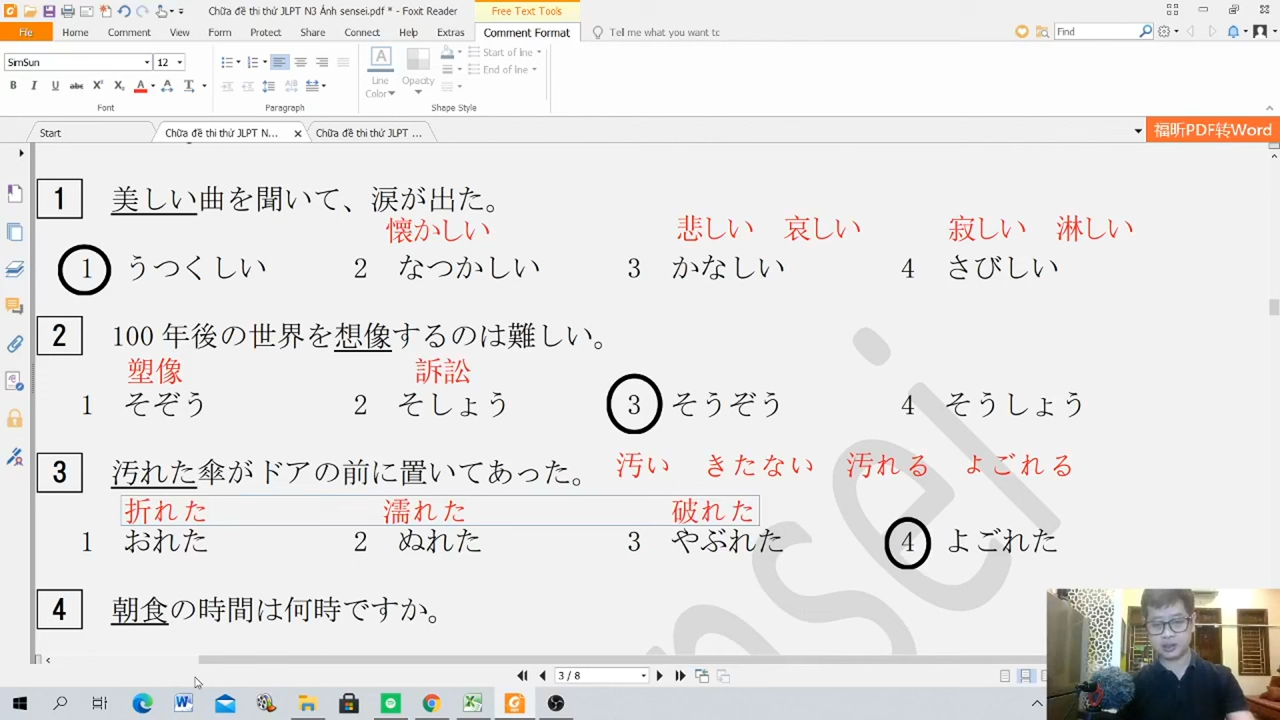 Chữa đề thi thử JLPT N3 Ánh sensei.pdf * - Foxit Reader
Free Text Tools
File Home Comment View Form Protect Share Connect Help Extras Comment Format Tell me what you want tc Find
SimSun 12 Start of line
Line Color Opacity End of line
Font Paragraph Shape Style
Start Chữa đề thi thử JLPT N... Chữa đề thi thử JLPT ... 福昕PDF转Word
1 美しい曲を聞いて、涙が出た。
懐かしい 悲しい 哀しい 寂しい 淋しい
1 うつくしい 2 なつかしい 3 かなしい 4 さびしい
2 100 年後の世界を想像するのは難しい。
塑像 訴訟
1 そぞう 2 そしょう 3 そうぞう 4 そうしょう
3 汚れた傘がドアの前に置いてあった。 汚い きたない 汚れる よごれる
折れた 濡れた 破れた
1 おれた 2 ぬれた 3 やぶれた 4 よごれた
4 朝食の時間は何時ですか。
3 / 8